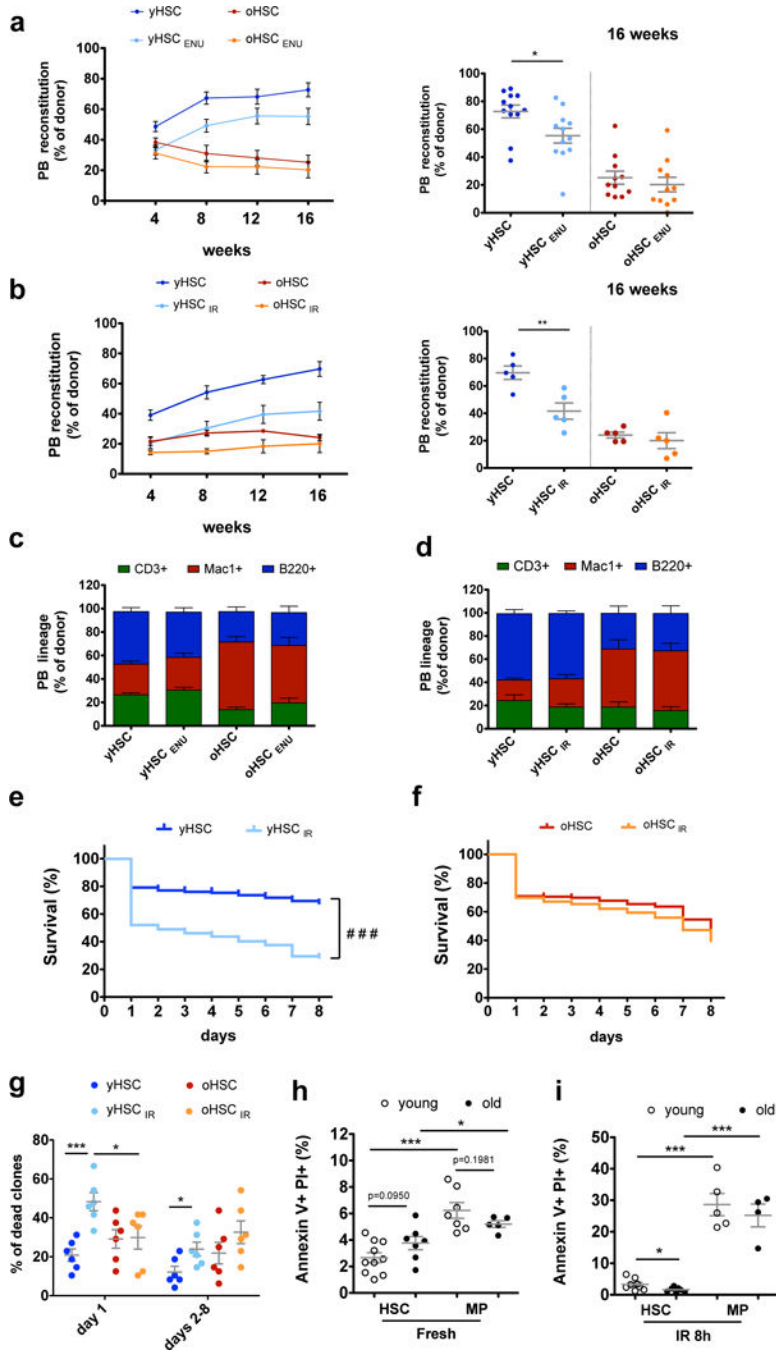 a
yHSC oHSC
yHSC ENU oHSC ENU
PB reconstitution
(% of donor)
100
80
60
40
20
0
4 8 12 16
weeks
16 weeks
PB reconstitution
(% of donor)
100
80
60
40
20
0
*
yHSC
yHSC ENU
oHSC
oHSC ENU
b
yHSC oHSC
yHSC IR oHSC IR
PB reconstitution
(% of donor)
100
80
60
40
20
0
4 8 12 16
weeks
16 weeks
PB reconstitution
(% of donor)
100
80
60
40
20
0
**
yHSC
yHSC IR
oHSC
oHSC IR
c
CD3+ Mac1+ B220+
PB lineage
(% of donor)
120
100
80
60
40
20
0
yHSC
yHSC ENU
oHSC
oHSC ENU
d
CD3+ Mac1+ B220+
PB lineage
(%of donor)
120
100
80
60
40
20
0
yHSC
yHSC IR
oHSC
oHSC IR
e
yHSC yHSC IR
Survival (%)
100
80
60
40
20
0
0 1 2 3 4 5 6 7 8
days
###
f
oHSC oHSC IR
Survival (%)
100
80
60
40
20
0
0 1 2 3 4 5 6 7 8
days
g
yHSC oHSC
yHSC IR oHSC IR
% of dead clones
80
60
40
20
0
*** *
*
day 1
days 2-8
h
young old
Annexin V+ PI+ (%)
12
10
8
6
4
2
0
*
***
p=0.1981
p=0.0950
HSC MP
Fresh
i
young old
Annexin V+ PI+ (%)
50
40
30
20
10
0
***
***
*
HSC MP
IR 8h